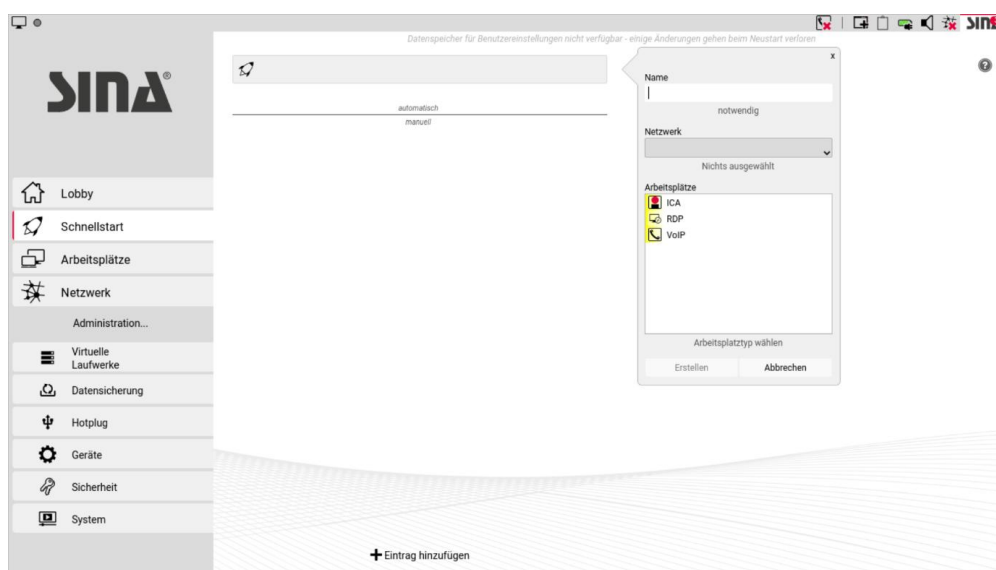 SINA
Datenspeicher für Benutzereinstellungen nicht verfügbar - einige Änderungen gehen beim Neustart verloren
SINA®
Lobby
Schnellstart
Arbeitsplätze
Netzwerk
Administration...
Virtuelle
Laufwerke
Datensicherung
Hotplug
Geräte
Sicherheit
System
automatisch
manuell
Eintrag hinzufügen
x
Name
notwendig
Netzwerk
Nichts ausgewählt
Arbeitsplätze
ICA
RDP
VoIP
Arbeitsplatztyp wählen
Erstellen Abbrechen
?